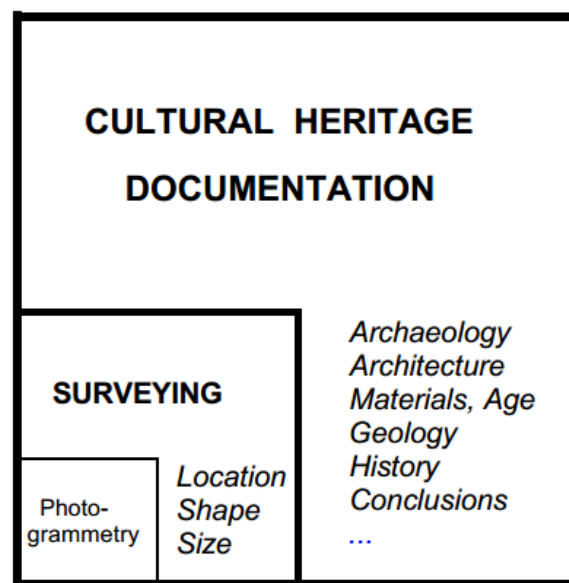 CULTURAL HERITAGE
DOCUMENTATION
Archaeology
Architecture
Materials, Age
Geology
History
Conclusions
...
SURVEYING
Location
Shape
Size
Photo-
grammetry